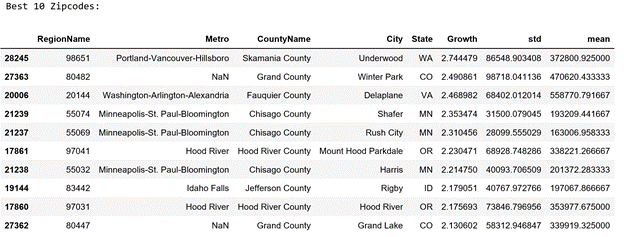 Best 10 Zipcodes:
RegionName Metro CountyName City State Growth std mean
28245 98651 Portland-Vancouver-Hillsboro Skamania County Underwood WA 2.744479 86548.903408 372800.925000
27363 80482 NaN Grand County Winter Park CO 2.490861 98718.041136 470620.433333
20006 20144 Washington-Arlington-Alexandria Fauquier County Delaplane VA 2.468982 68402.012014 558770.791667
21239 55074 Minneapolis-St. Paul-Bloomington Chisago County Shafer MN 2.353474 31500.079045 193209.441667
21237 55069 Minneapolis-St. Paul-Bloomington Chisago County Rush City MN 2.310456 28099.555029 163006.958333
17861 97041 Hood River Hood River County Mount Hood Parkdale OR 2.230471 68928.748286 338221.266667
21238 55032 Minneapolis-St. Paul-Bloomington Chisago County Harris MN 2.214750 40093.706509 201372.283333
19144 83442 Idaho Falls Jefferson County Rigby ID 2.179051 40767.972766 197067.866667
17860 97031 Hood River Hood River County Hood River OR 2.175693 73846.796956 353977.675000
27362 80447 NaN Grand County Grand Lake CO 2.130602 58312.946847 339919.325000